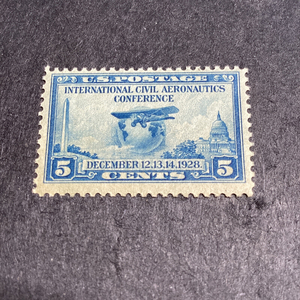 U.S. POSTAGE
INTERNATIONAL CIVIL AERONAUTICS
CONFERENCE
5 DECEMBER 12.13.14.1928. 5
CENTS